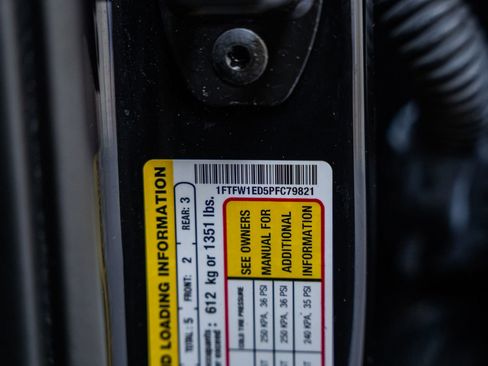 1FTFW1ED5PFC79821
LOADING INFORMATION
TOTAL: 5 FRONT: 2 REAR: 3
612 kg or 1351 lbs.
SEE OWNERS
MANUAL FOR
ADDITIONAL
INFORMATION
COLD TIRE PRESSURE
250 KPA, 36 PSI
250 KPA, 36 PSI
240 KPA, 35 PSI